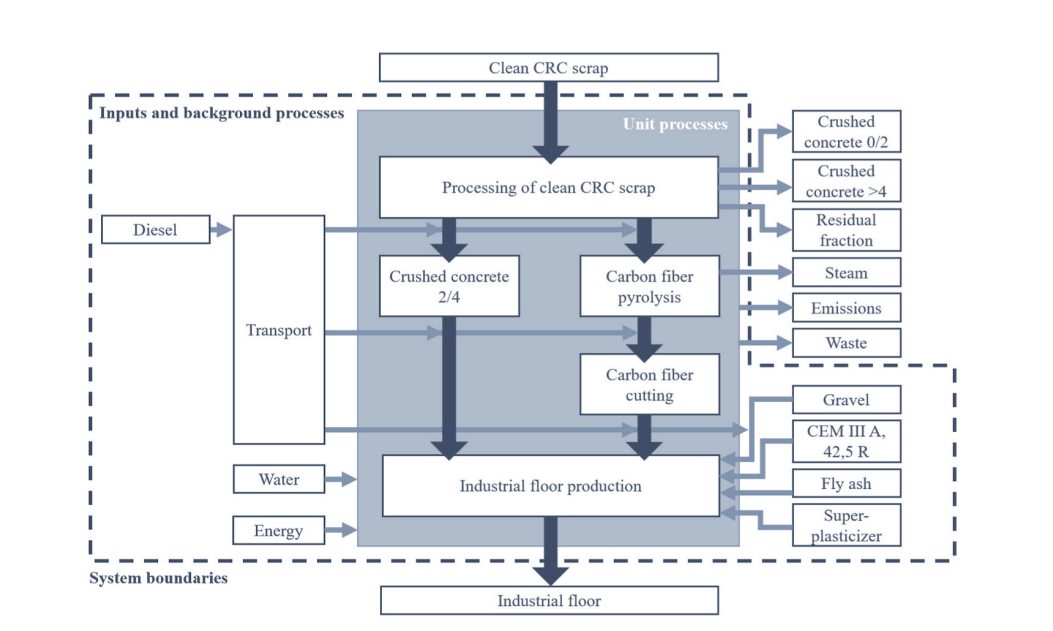 Clean CRC scrap
Inputs and background processes
Unit processes
Crushed
concrete 0/2
Processing of clean CRC scrap
Crushed
concrete >4
Diesel
Residual
fraction
Crushed concrete
2/4
Carbon fiber
pyrolysis
Steam
Emissions
Transport
Waste
Carbon fiber
cutting
Gravel
CEM III A,
42,5 R
Water
Industrial floor production
Fly ash
Energy
Super-
plasticizer
System boundaries
Industrial floor